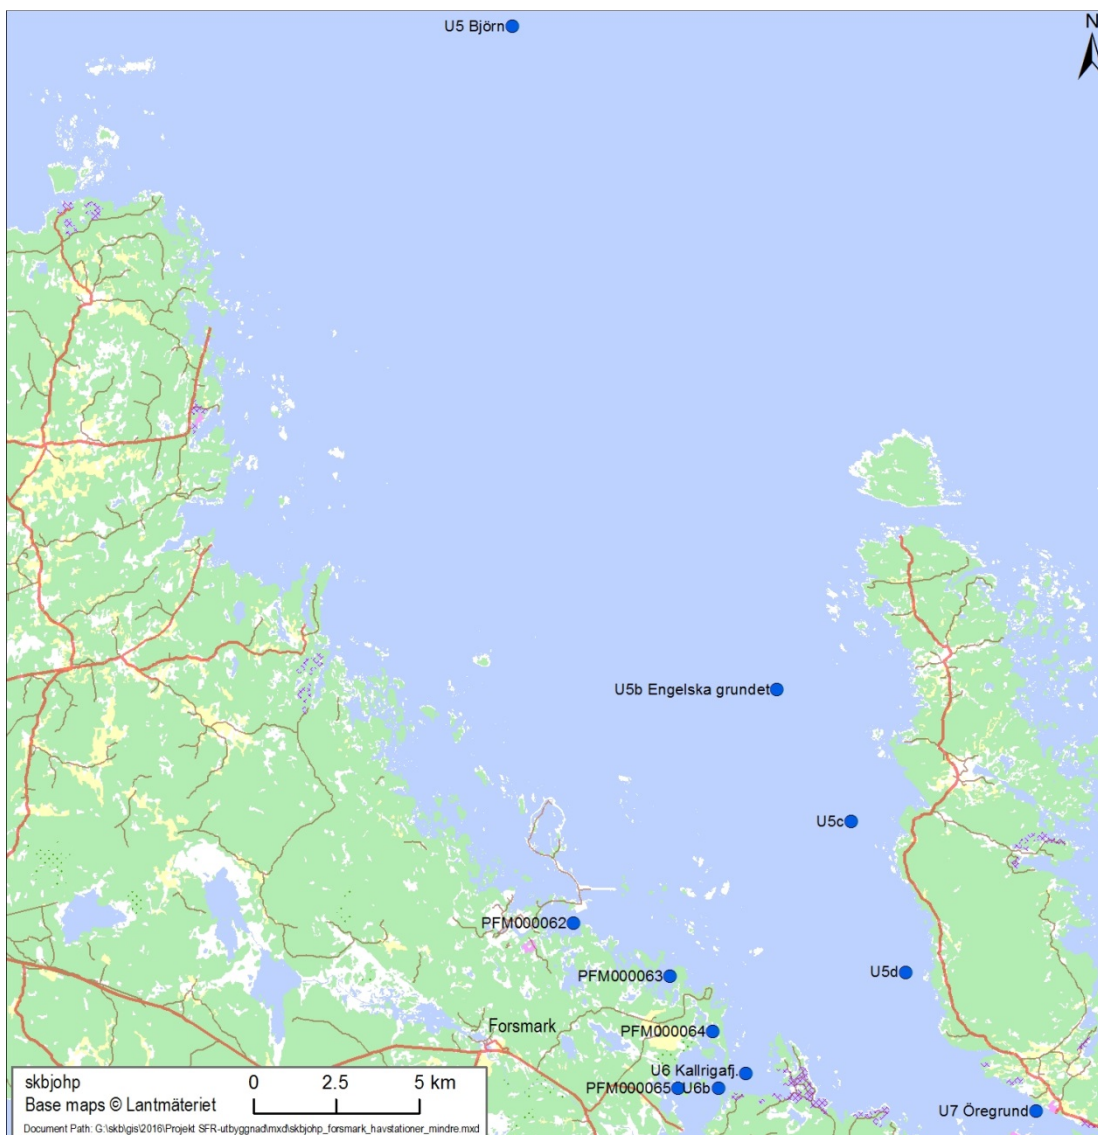 U5 Björn
N
U5b Engelska grundet
U5c
PFM000062
U5d
PFM000063
Forsmark
PFM000064
U6 Kallrigafj.
PFM000065
U6b
U7 Öregrund
skbjohp
0 2.5 5 km
Base maps © Lantmäteriet
Document Path: G:\skb\gis\2016\Projekt SFR-utbyggnad\mxd\skbjohp_forsmark_havstationer_mindre.mxd